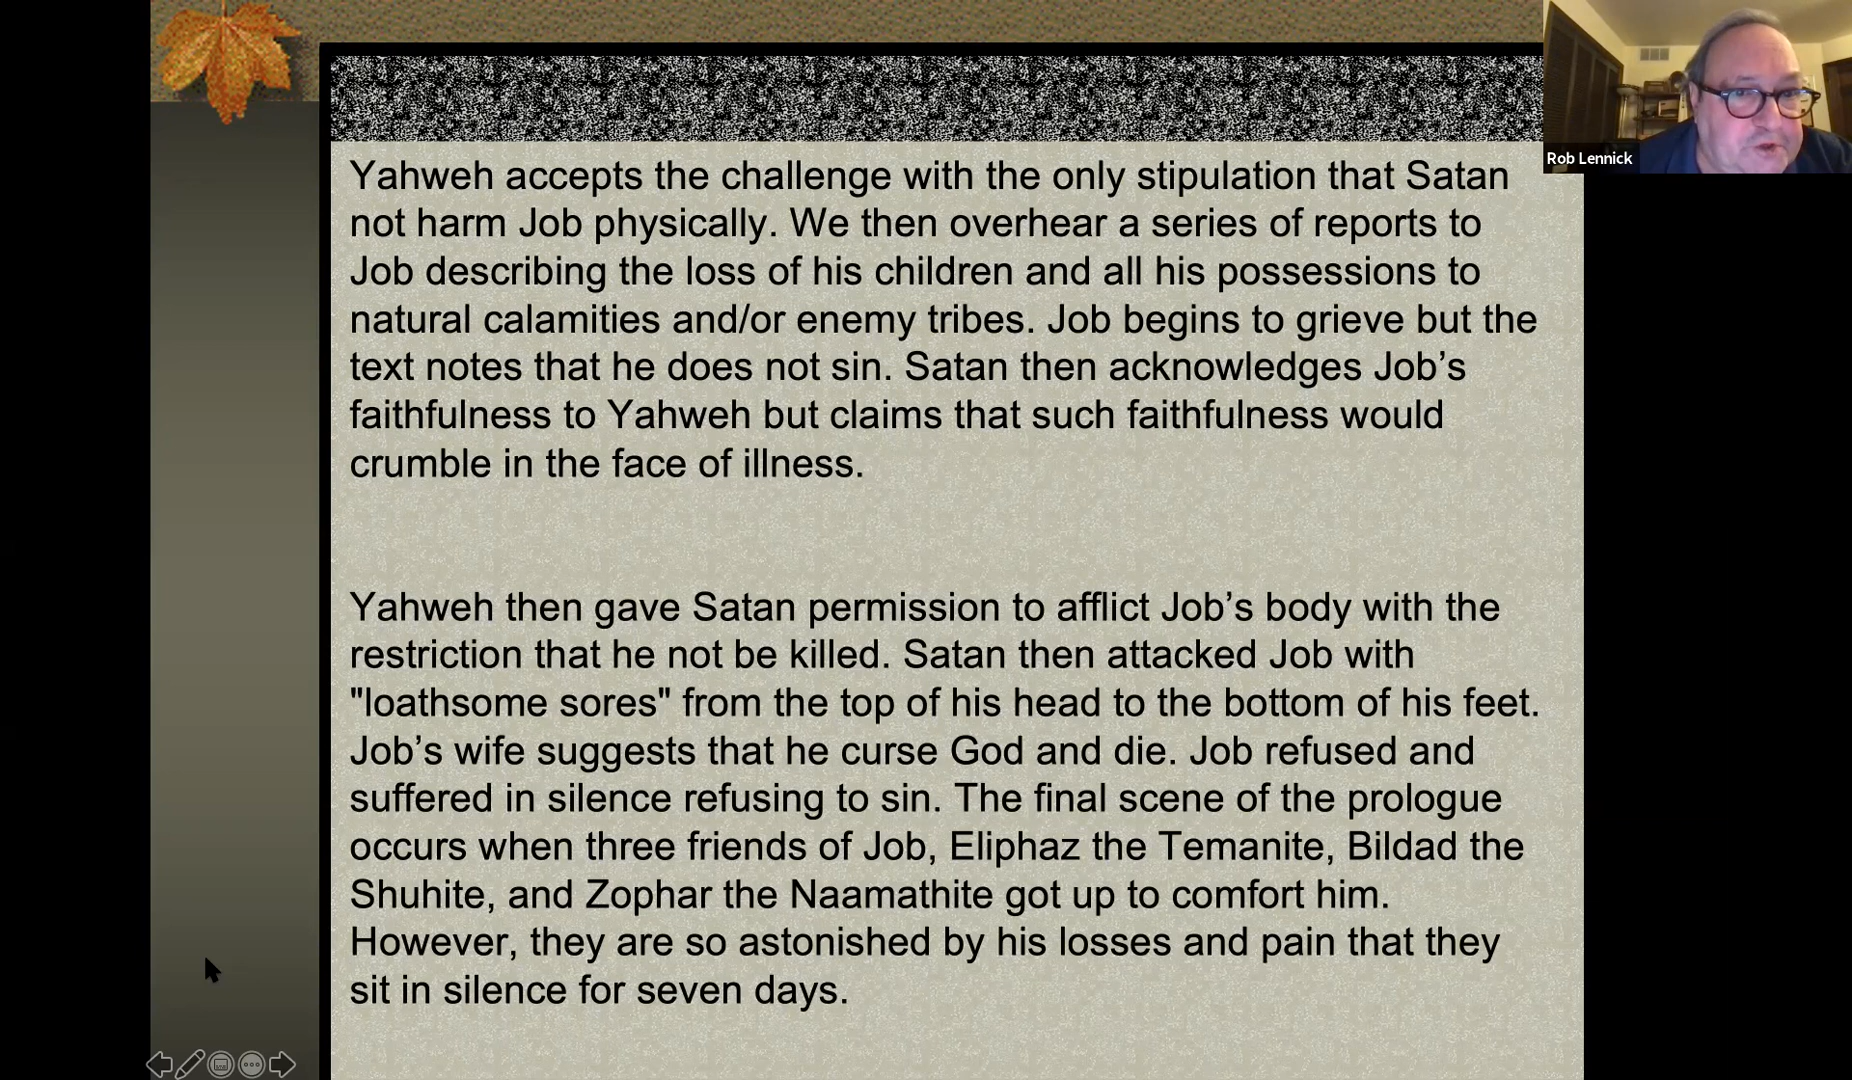 Rob Lennick
Yahweh accepts the challenge with the only stipulation that Satan
not harm Job physically. We then overhear a series of reports to
Job describing the loss of his children and all his possessions to
natural calamities and/or enemy tribes. Job begins to grieve but the
text notes that he does not sin. Satan then acknowledges Job’s
faithfulness to Yahweh but claims that such faithfulness would
crumble in the face of illness.
Yahweh then gave Satan permission to afflict Job’s body with the
restriction that he not be killed. Satan then attacked Job with
"loathsome sores" from the top of his head to the bottom of his feet.
Job’s wife suggests that he curse God and die. Job refused and
suffered in silence refusing to sin. The final scene of the prologue
occurs when three friends of Job, Eliphaz the Temanite, Bildad the
Shuhite, and Zophar the Naamathite got up to comfort him.
However, they are so astonished by his losses and pain that they
sit in silence for seven days.